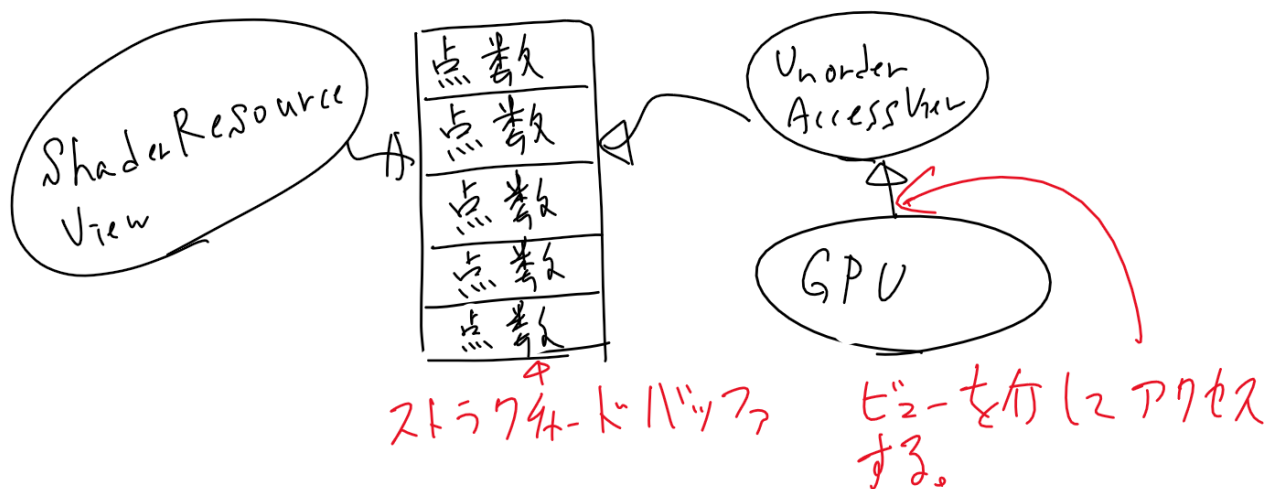 ShaderResource
View
点数
点数
点数
点数
点数
Unorder
AccessView
GPU
ストラクチャードバッファ
ビューを介してアクセス
する。